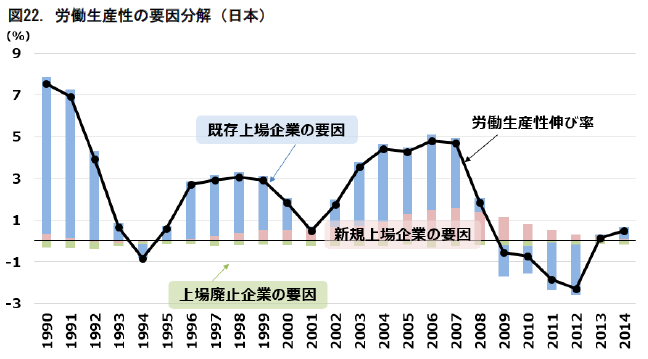 図22. 労働生産性の要因分解（日本）
(%)
9
7
5
3
1
-1
-3
既存上場企業の要因
労働生産性伸び率
新規上場企業の要因
上場廃止企業の要因
1990 1991 1992 1993 1994 1995 1996 1997 1998 1999 2000 2001 2002 2003 2004 2005 2006 2007 2008 2009 2010 2011 2012 2013 2014